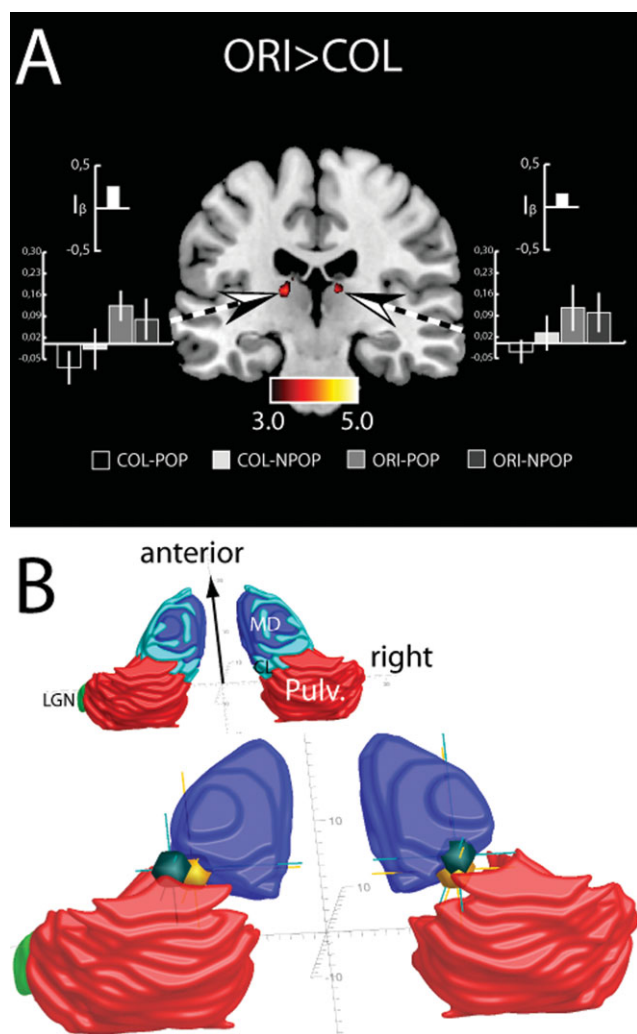 A
ORI>COL
0,5
Iβ
-0,5
0,30
0,23
0,16
0,09
0,02
-0,05
0,5
Iβ
-0,5
0,30
0,23
0,16
0,09
0,02
-0,05
3.0 5.0
COL-POP COL-NPOP ORI-POP ORI-NPOP
B
anterior
MD
right
CL
LGN
Pulv.
10
10
-10